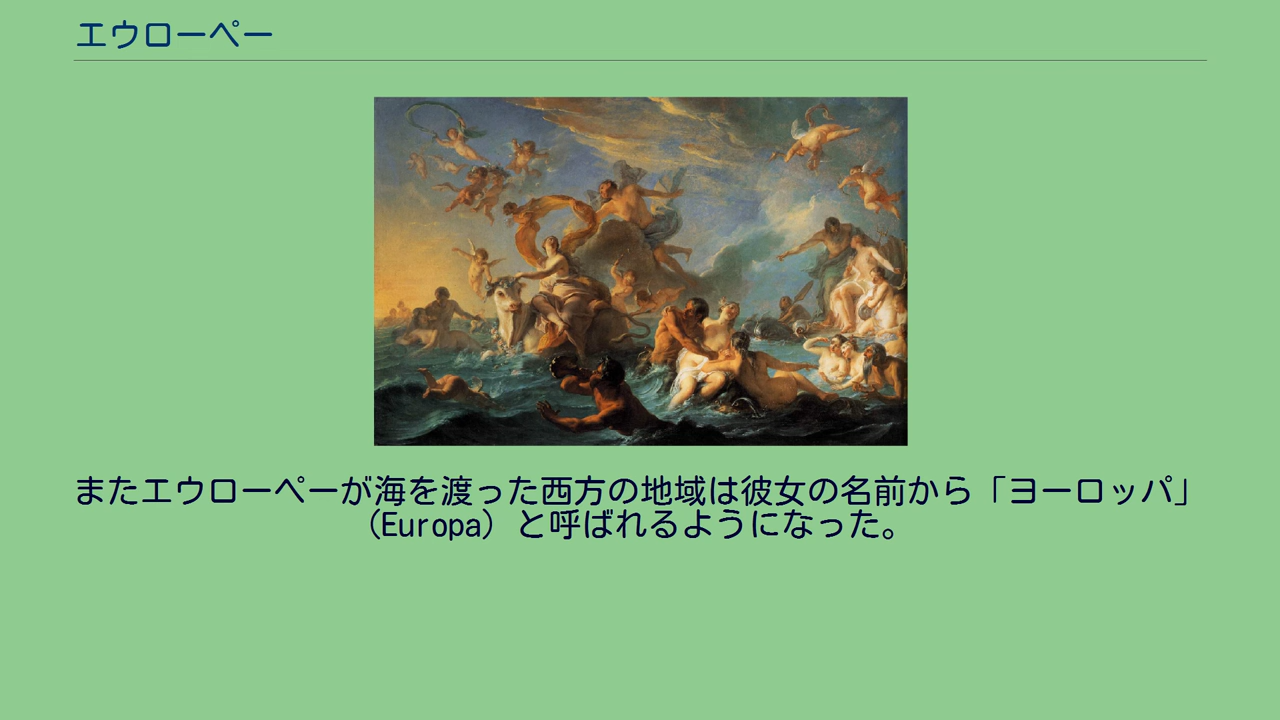 エウローペー
またエウローペーが海を渡った西方の地域は彼女の名前から「ヨーロッパ」
（Europa）と呼ばれるようになった。